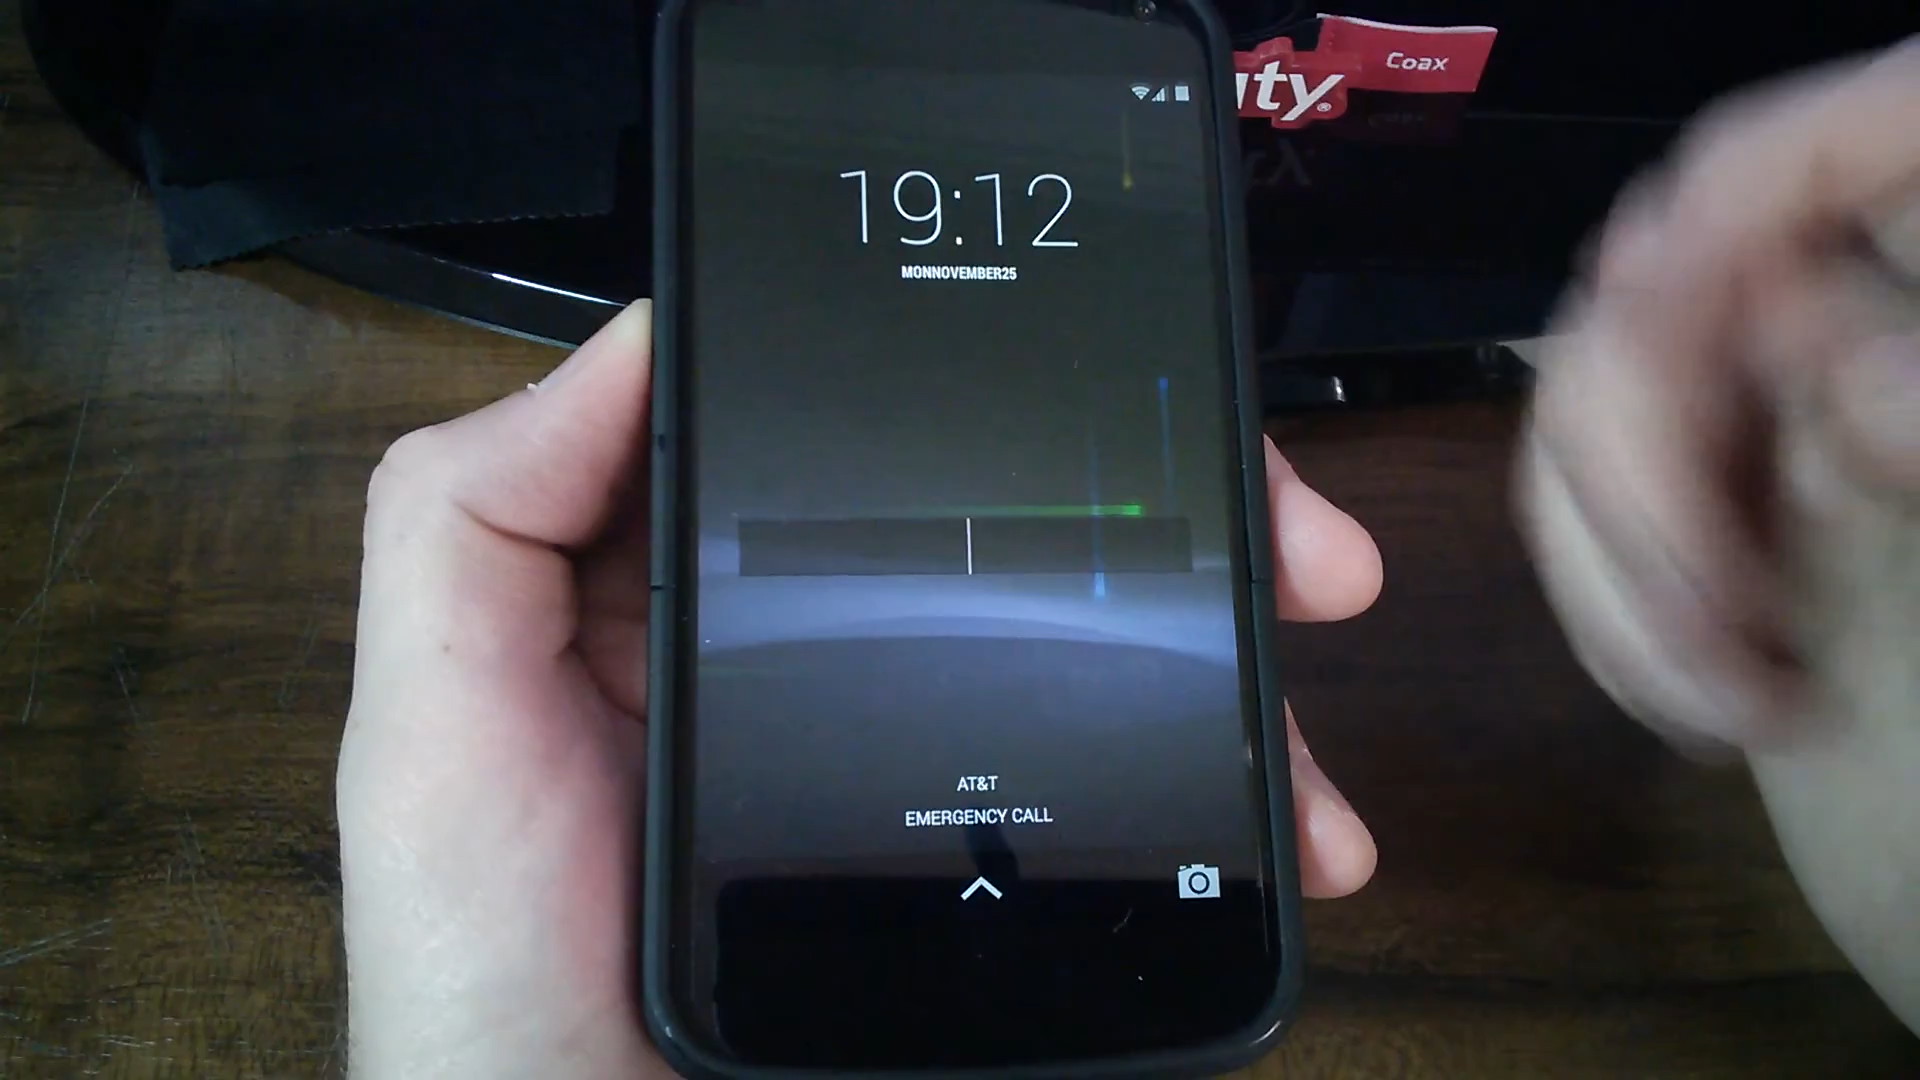 Coax
ity®
19:12
MONNOVEMBER25
AT&T
EMERGENCY CALL